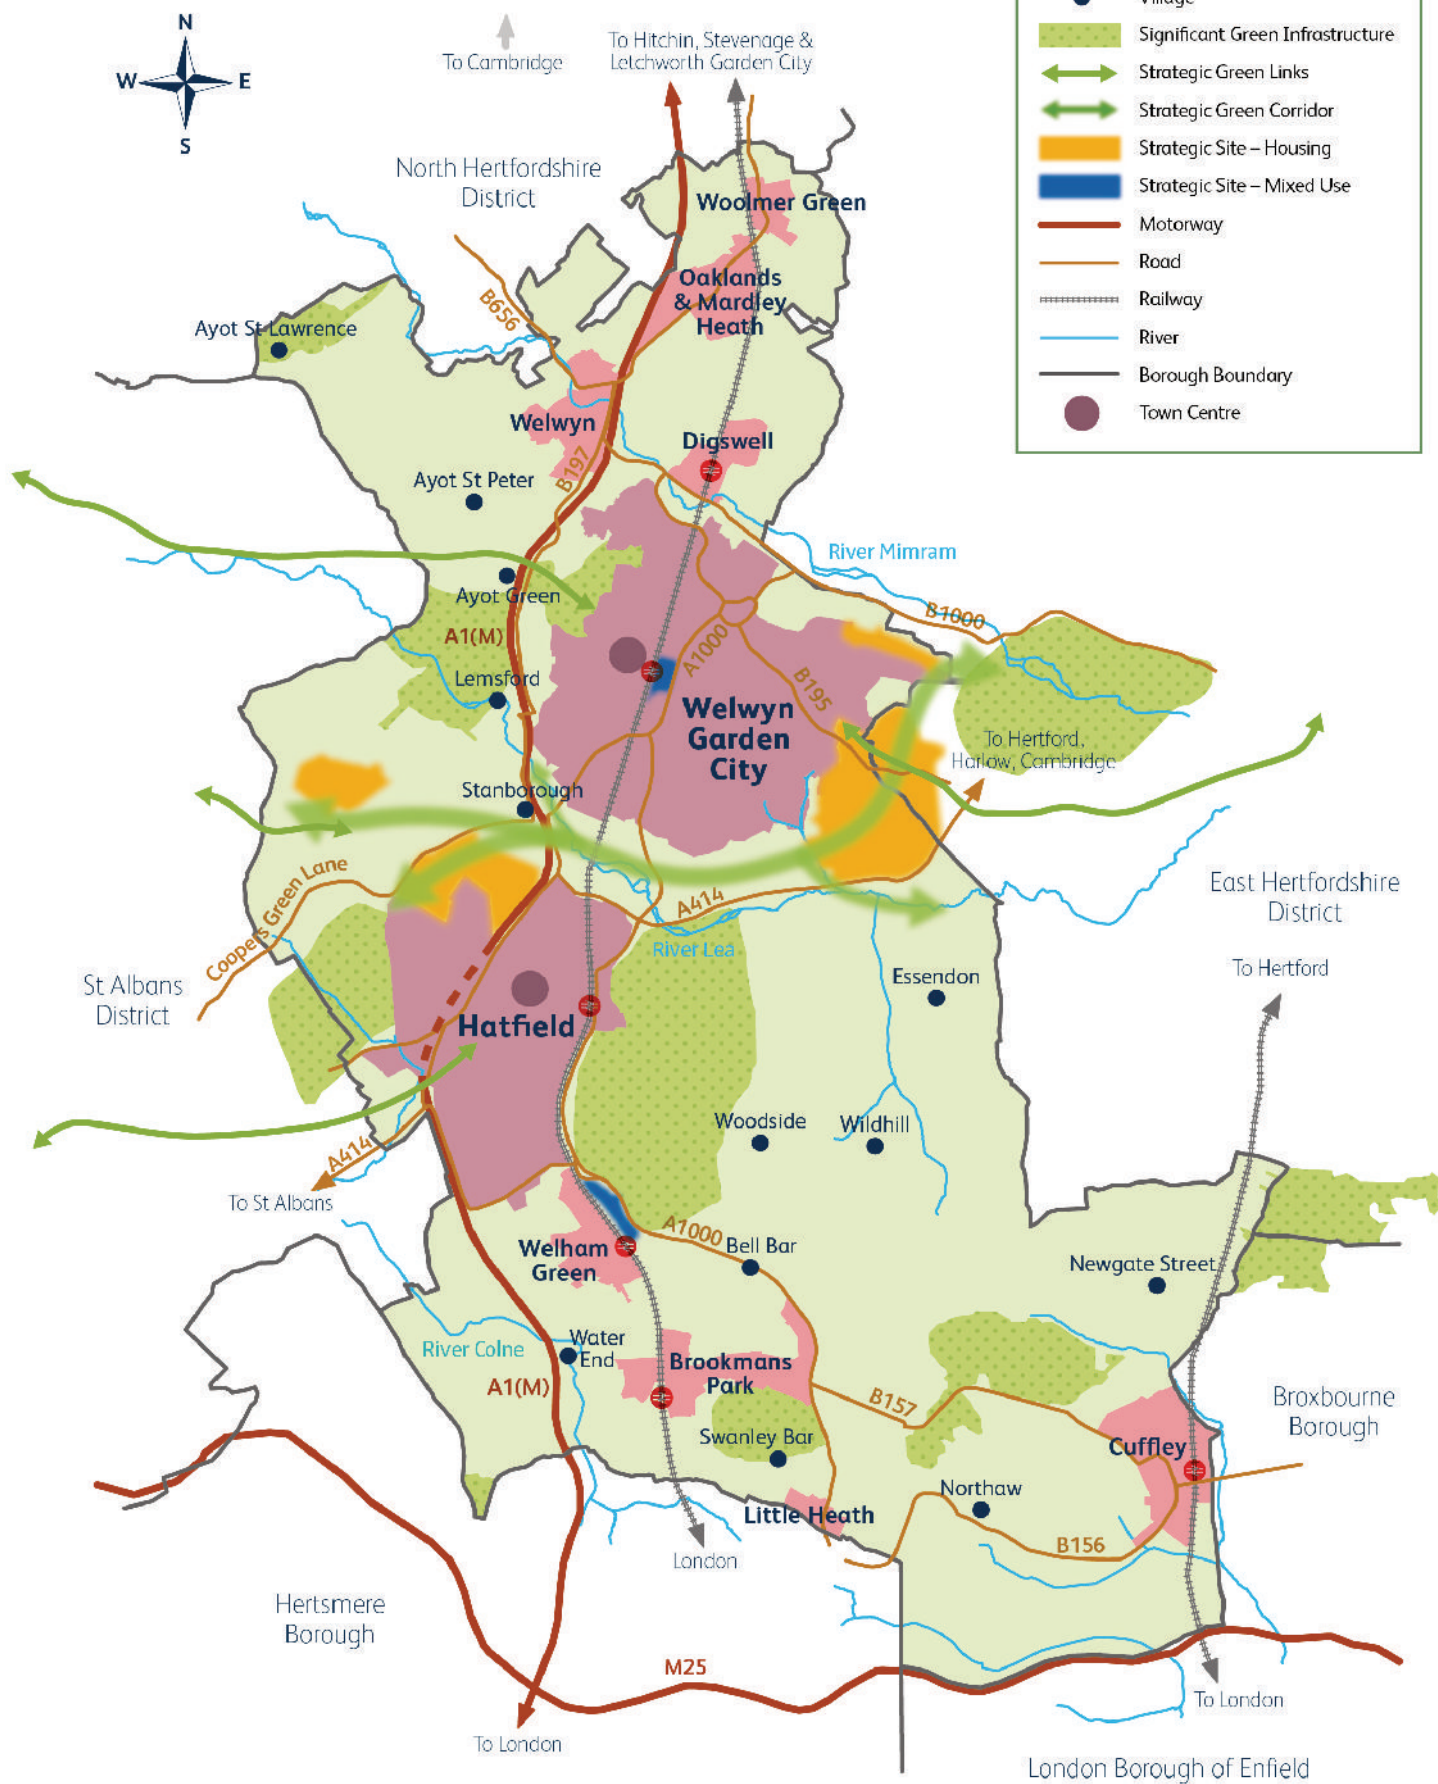 Village
Significant Green Infrastructure
Strategic Green Links
Strategic Green Corridor
Strategic Site – Housing
Strategic Site – Mixed Use
Motorway
Road
Railway
River
Borough Boundary
Town Centre
N
W
E
S
To Cambridge
To Hitchin, Stevenage &
Letchworth Garden City
North Hertfordshire
District
Woolmer Green
Oaklands
& Mardley
Heath
B656
Ayot St Lawrence
Welwyn
Digswell
B197
Ayot St Peter
River Mimram
Ayot Green
B1000
A1(M)
A1000
Lemsford
B195
Welwyn
Garden
City
To Hertford,
Harlow, Cambridge
Stanborough
Coopers Green Lane
A414
East Hertfordshire
District
River Lea
St Albans
District
Essendon
To Hertford
Hatfield
Woodside
Wildhill
A414
To St Albans
A1000
Welham
Green
Bell Bar
Newgate Street
River Colne
Water
End
Brookmans
Park
A1(M)
B157
Broxbourne
Borough
Swanley Bar
Cuffley
Northaw
Little Heath
B156
London
Hertsmere
Borough
M25
To London
To London
London Borough of Enfield